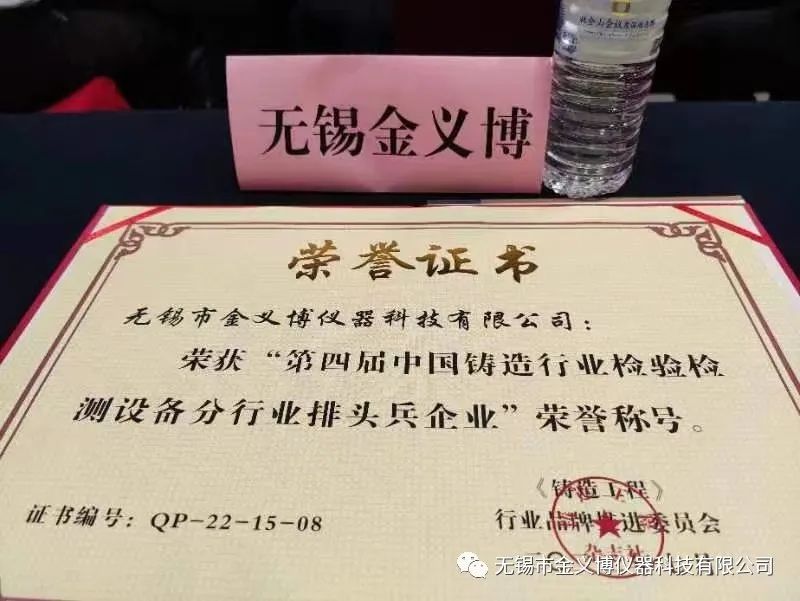 无锡金义博
荣誉证书
无锡市金义博仪器科技有限公司：
荣获“第四届中国铸造行业检验检
测设备分行业排头兵企业”荣誉称号。
《铸造工程》
证书编号：QP-22-15-08
行业品牌推进委员会
杂志社
无锡市金义博仪器科技有限公司